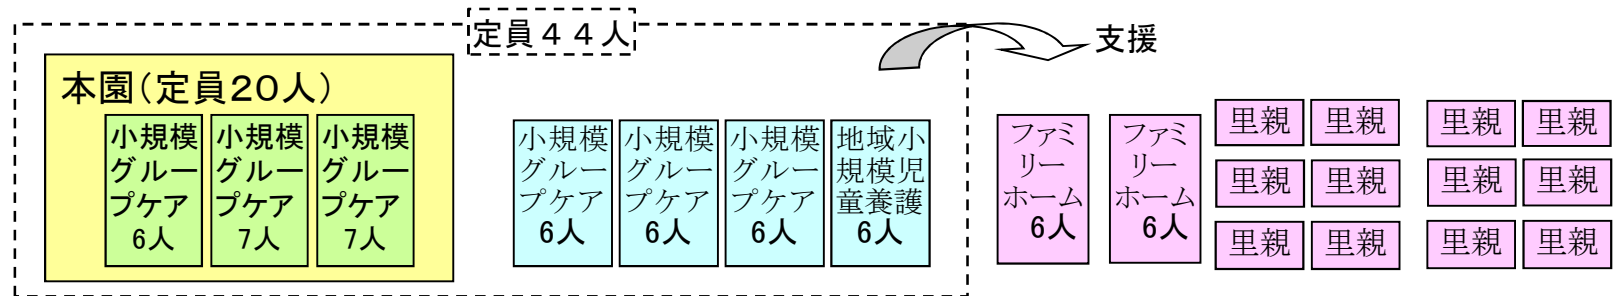 定員４４人
支援
本園（定員２０人）
小規模
グルー
プケア
6人
小規模
グルー
プケア
7人
小規模
グルー
プケア
7人
小規模
グルー
プケア
6人
小規模
グルー
プケア
6人
小規模
グルー
プケア
6人
地域小
規模児
童養護
6人
ファミ
リー
ホーム
6人
ファミ
リー
ホーム
6人
里親
里親
里親
里親
里親
里親
里親
里親
里親
里親
里親
里親